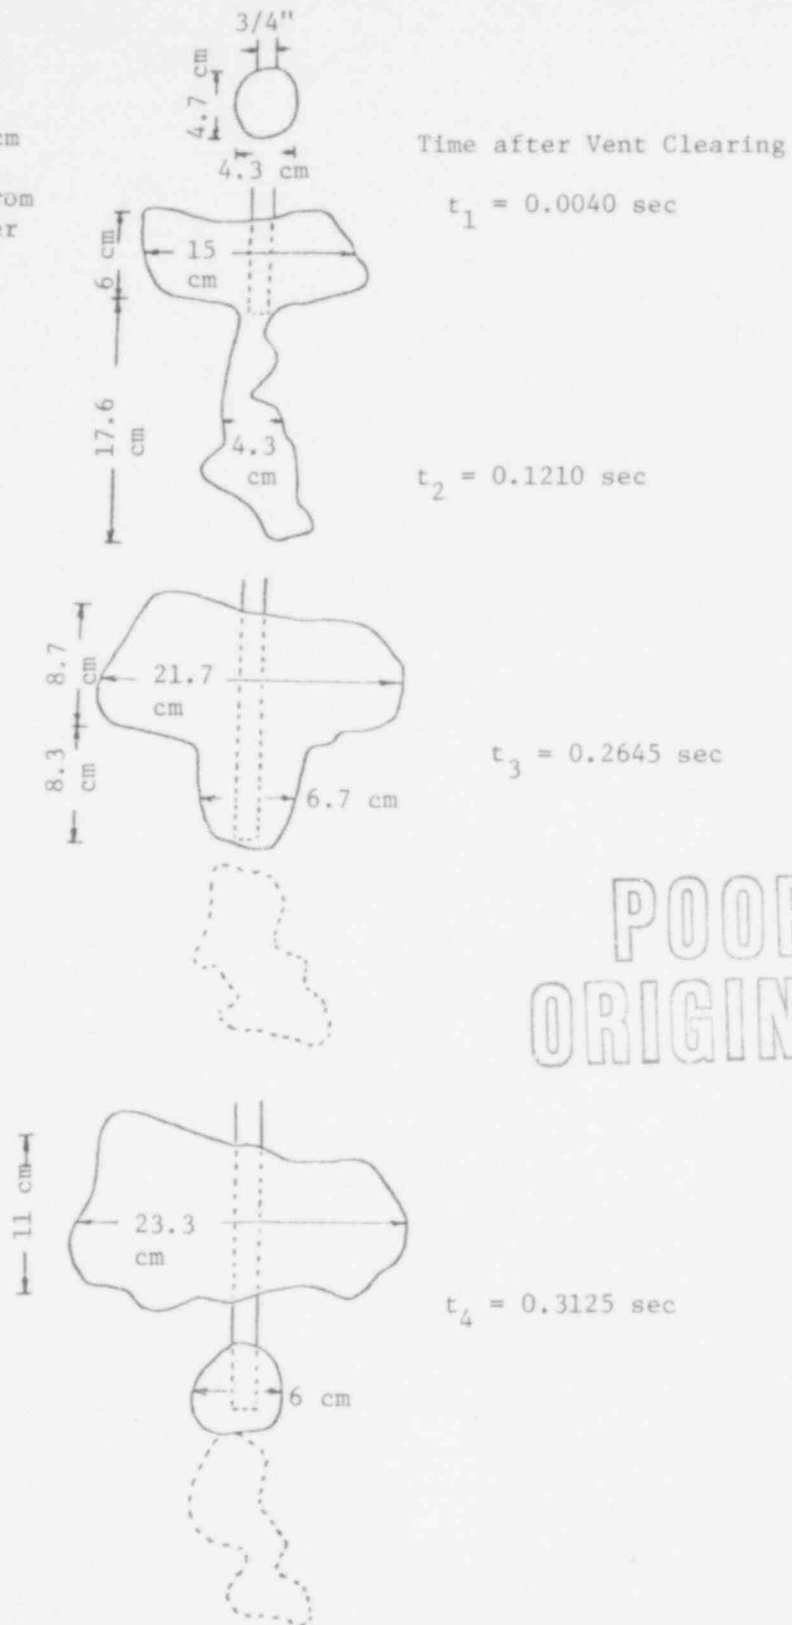 3/4"
4.7 cm
4.3 cm
cm
rom
er
Time after Vent Clearing
t1 = 0.0040 sec
6 cm
15
cm
17.6
cm
4.3
cm
t2 = 0.1210 sec
8.7
cm
21.7
cm
8.3
cm
6.7 cm
t3 = 0.2645 sec
POOR
ORIGIN
11 cm
23.3
cm
t4 = 0.3125 sec
6 cm